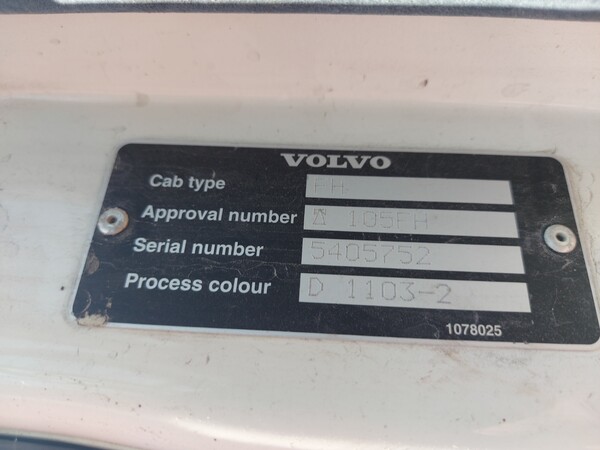 VOLVO
Cab type FH
Approval number 105FH
Serial number 5405752
Process colour D 1103-2
1078025